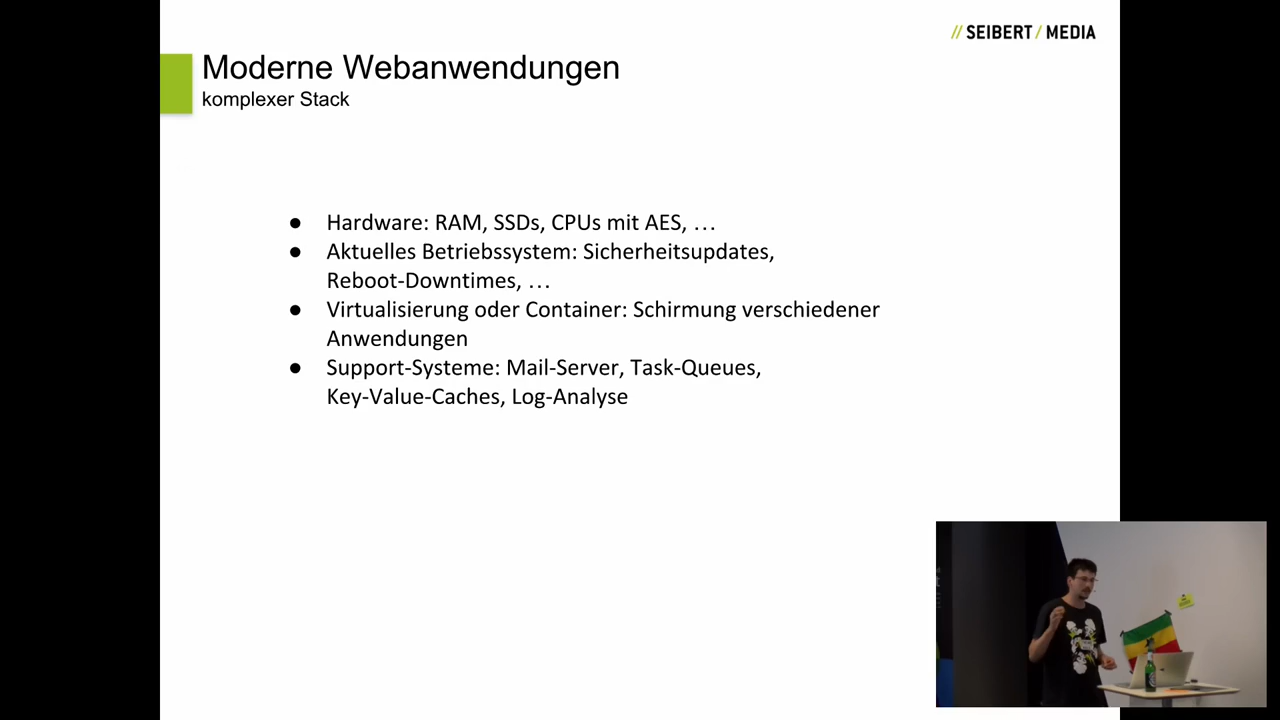 // SEIBERT / MEDIA
Moderne Webanwendungen
komplexer Stack
● Hardware: RAM, SSDs, CPUs mit AES, …
● Aktuelles Betriebssystem: Sicherheitsupdates,
Reboot-Downtimes, …
● Virtualisierung oder Container: Schirmung verschiedener
Anwendungen
● Support-Systeme: Mail-Server, Task-Queues,
Key-Value-Caches, Log-Analyse